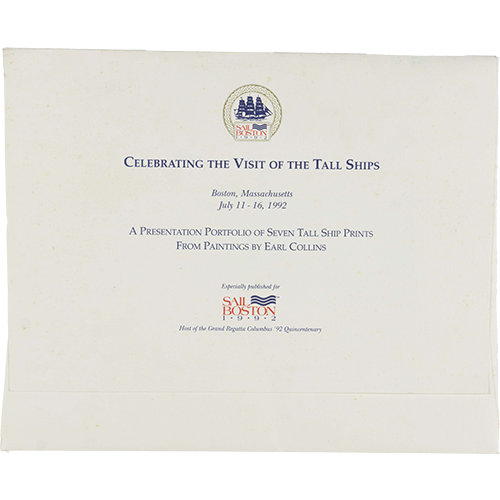 SAIL
BOSTON
1992
CELEBRATING THE VISIT OF THE TALL SHIPS
Boston, Massachusetts
July 11 - 16, 1992
A PRESENTATION PORTFOLIO OF SEVEN TALL SHIP PRINTS
FROM PAINTINGS BY EARL COLLINS
Especially published for
SAIL
BOSTON
1·9·9·2
Host of the Grand Regatta Columbus '92 Quincentenary